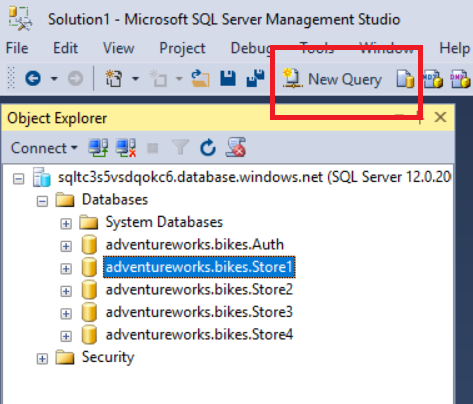 Solution1 - Microsoft SQL Server Management Studio
File Edit View Project Debug Tools Window Help
New Query
Object Explorer
Connect
sqltc3s5vsdqokc6.database.windows.net (SQL Server 12.0.20
Databases
System Databases
adventureworks.bikes.Auth
adventureworks.bikes.Store1
adventureworks.bikes.Store2
adventureworks.bikes.Store3
adventureworks.bikes.Store4
Security